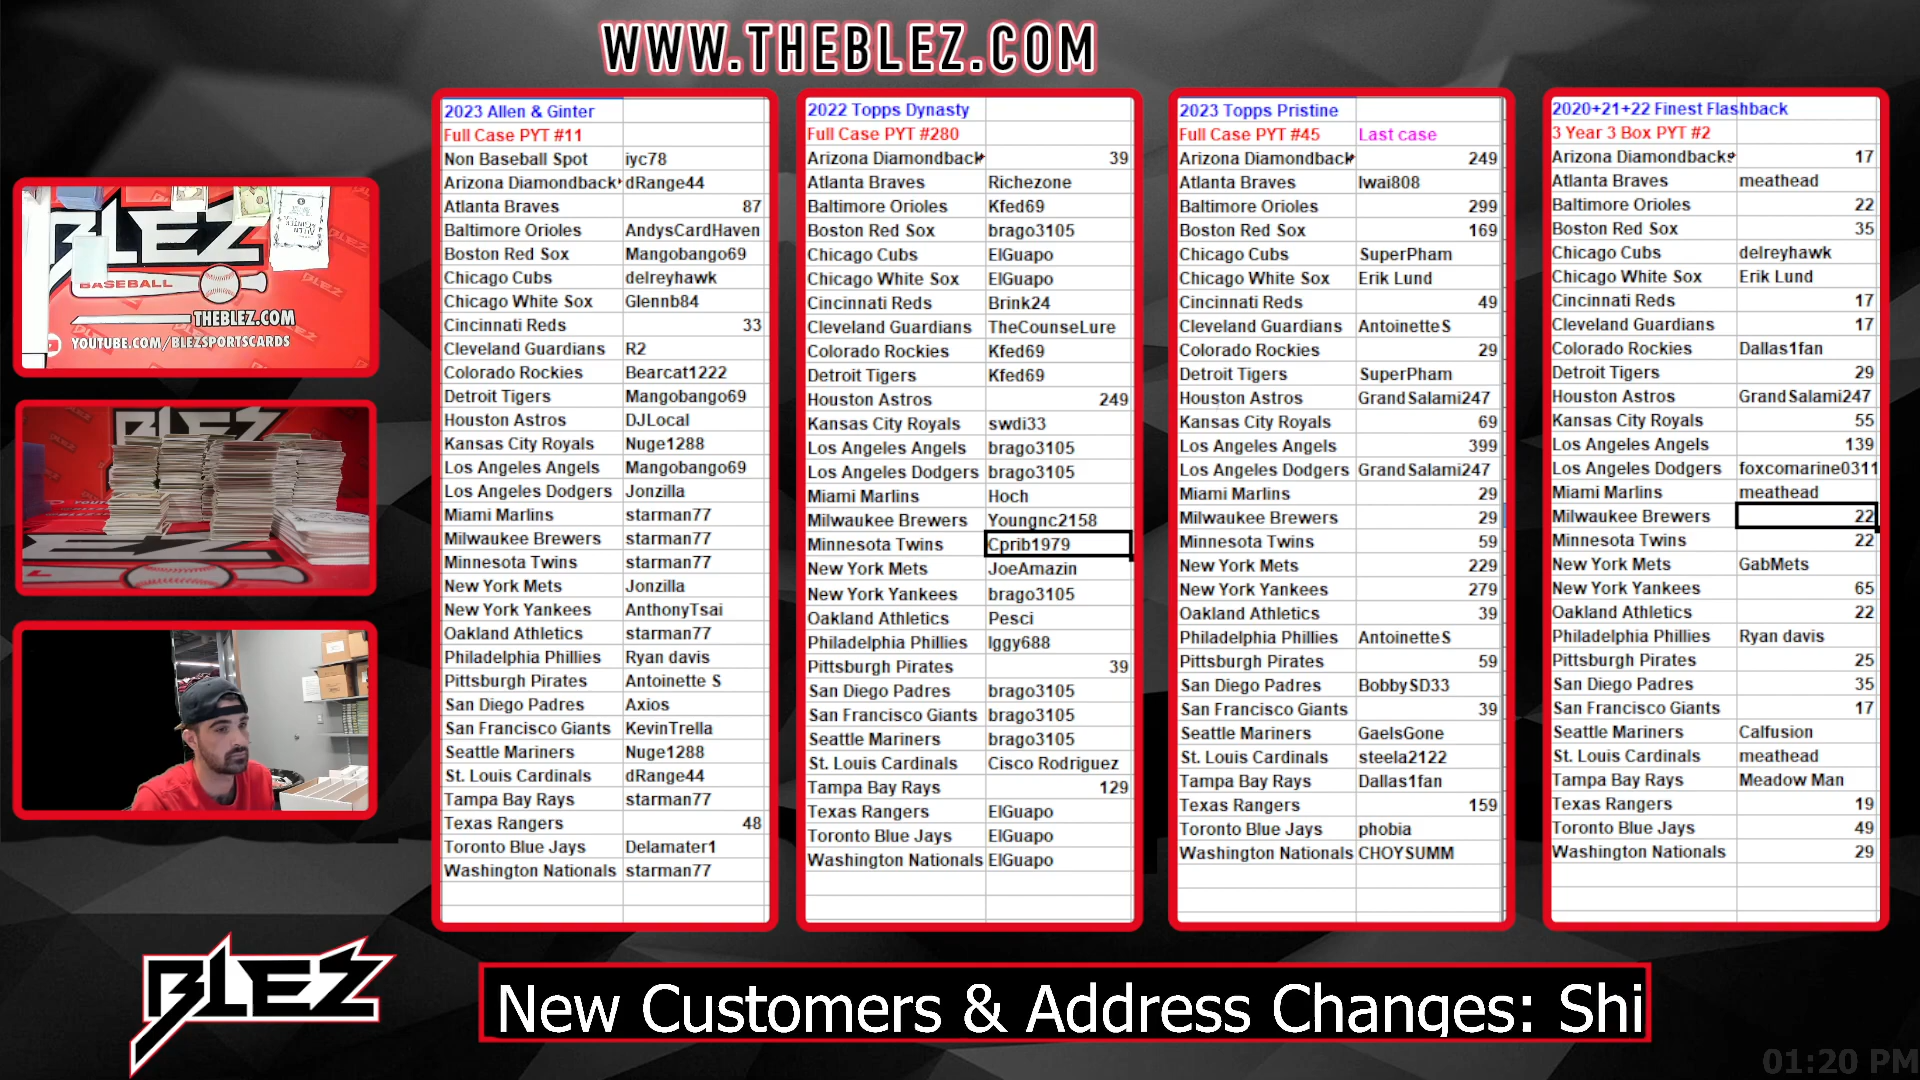 WWW.THEBLEZ.COM
BLEZ
BASEBALL
THEBLEZ.COM
YOUTUBE.COM/BLEZSPORTSCARDS
BLEZ
2023 Allen & Ginter
Full Case PYT #11
Non Baseball Spot iyc78
Arizona Diamondback dRange44
Atlanta Braves 87
Baltimore Orioles AndysCardHaven
Boston Red Sox Mangobango69
Chicago Cubs delreyhawk
Chicago White Sox Glennb84
Cincinnati Reds 33
Cleveland Guardians R2
Colorado Rockies Bearcat1222
Detroit Tigers Mangobango69
Houston Astros DJLocal
Kansas City Royals Nuge1288
Los Angeles Angels Mangobango69
Los Angeles Dodgers Jonzilla
Miami Marlins starman77
Milwaukee Brewers starman77
Minnesota Twins starman77
New York Mets Jonzilla
New York Yankees AnthonyTsai
Oakland Athletics starman77
Philadelphia Phillies Ryan davis
Pittsburgh Pirates Antoinette S
San Diego Padres Axios
San Francisco Giants KevinTrella
Seattle Mariners Nuge1288
St. Louis Cardinals dRange44
Tampa Bay Rays starman77
Texas Rangers 48
Toronto Blue Jays Delamater1
Washington Nationals starman77
2022 Topps Dynasty
Full Case PYT #280
Arizona Diamondback 39
Atlanta Braves Richezone
Baltimore Orioles Kfed69
Boston Red Sox brago3105
Chicago Cubs ElGuapo
Chicago White Sox ElGuapo
Cincinnati Reds Brink24
Cleveland Guardians TheCounseLure
Colorado Rockies Kfed69
Detroit Tigers Kfed69
Houston Astros 249
Kansas City Royals swdi33
Los Angeles Angels brago3105
Los Angeles Dodgers brago3105
Miami Marlins Hoch
Milwaukee Brewers Youngnc2158
Minnesota Twins Cprib1979
New York Mets JoeAmazin
New York Yankees brago3105
Oakland Athletics Pesci
Philadelphia Phillies Iggy688
Pittsburgh Pirates 39
San Diego Padres brago3105
San Francisco Giants brago3105
Seattle Mariners brago3105
St. Louis Cardinals Cisco Rodriguez
Tampa Bay Rays 129
Texas Rangers ElGuapo
Toronto Blue Jays ElGuapo
Washington Nationals ElGuapo
2023 Topps Pristine
Full Case PYT #45 Last case
Arizona Diamondback 249
Atlanta Braves Iwai808
Baltimore Orioles 299
Boston Red Sox 169
Chicago Cubs SuperPham
Chicago White Sox Erik Lund
Cincinnati Reds 49
Cleveland Guardians AntoinetteS
Colorado Rockies 29
Detroit Tigers SuperPham
Houston Astros GrandSalami247
Kansas City Royals 69
Los Angeles Angels 399
Los Angeles Dodgers GrandSalami247
Miami Marlins 29
Milwaukee Brewers 29
Minnesota Twins 59
New York Mets 229
New York Yankees 279
Oakland Athletics 39
Philadelphia Phillies AntoinetteS
Pittsburgh Pirates 59
San Diego Padres BobbySD33
San Francisco Giants 39
Seattle Mariners GaelsGone
St. Louis Cardinals steela2122
Tampa Bay Rays Dallas1fan
Texas Rangers 159
Toronto Blue Jays phobia
Washington Nationals CHOYSUMM
2020+21+22 Finest Flashback
3 Year 3 Box PYT #2
Arizona Diamondbacks 17
Atlanta Braves meathead
Baltimore Orioles 22
Boston Red Sox 35
Chicago Cubs delreyhawk
Chicago White Sox Erik Lund
Cincinnati Reds 17
Cleveland Guardians 17
Colorado Rockies Dallas1fan
Detroit Tigers 29
Houston Astros GrandSalami247
Kansas City Royals 55
Los Angeles Angels 139
Los Angeles Dodgers foxcomarine0311
Miami Marlins meathead
Milwaukee Brewers 22
Minnesota Twins 22
New York Mets GabMets
New York Yankees 65
Oakland Athletics 22
Philadelphia Phillies Ryan davis
Pittsburgh Pirates 25
San Diego Padres 35
San Francisco Giants 17
Seattle Mariners Calfusion
St. Louis Cardinals meathead
Tampa Bay Rays Meadow Man
Texas Rangers 19
Toronto Blue Jays 49
Washington Nationals 29
BLEZ
New Customers & Address Changes: Shi
01:20 PM